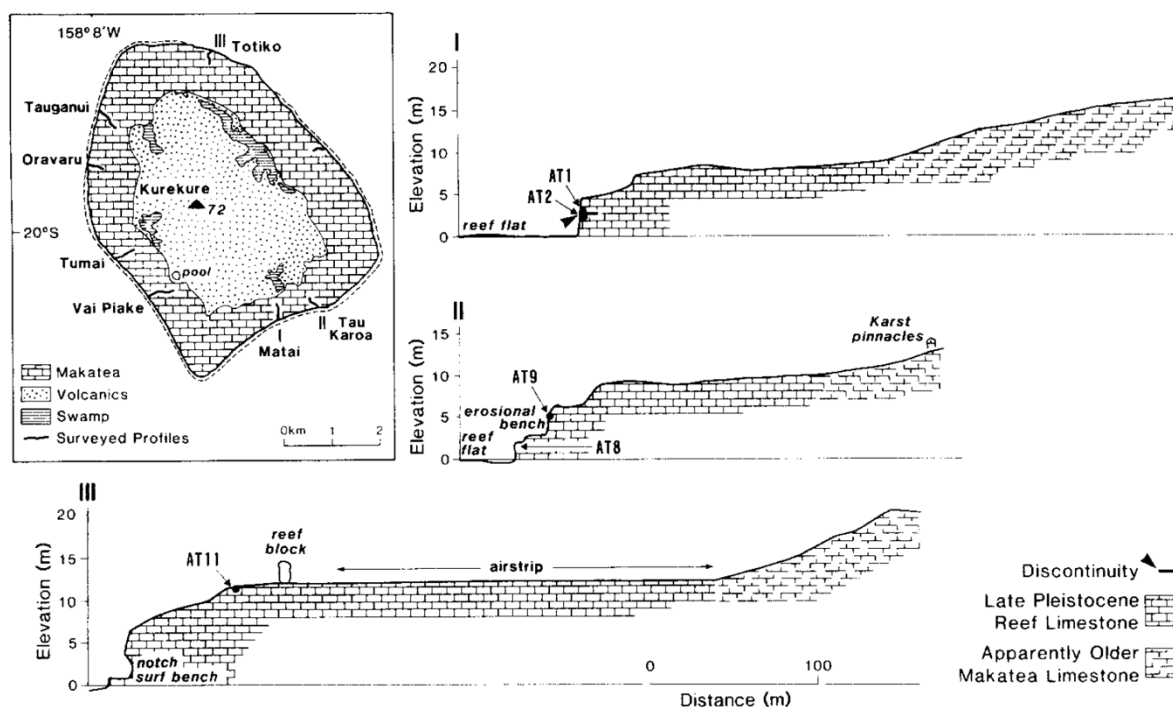 158°8'W
III
Totiko
Tauganui
Oravaru
Kurekure
72
20°S
Tumai
pool
Vai Piake
I
II
Tau
Karoa
Matai
Makatea
Volcanics
Swamp
Surveyed Profiles
0km 1 2
I
20
15
10
5
0
Elevation (m)
AT1
AT2
reef flat
II
15
10
5
0
Elevation (m)
Karst
pinnacles
AT9
erosional
bench
reef
flat
AT8
III
20
15
10
5
0
Elevation (m)
reef
block
AT11
airstrip
notch
surf bench
0 100
Distance (m)
Discontinuity
Late Pleistocene
Reef Limestone
Apparently Older
Makatea Limestone